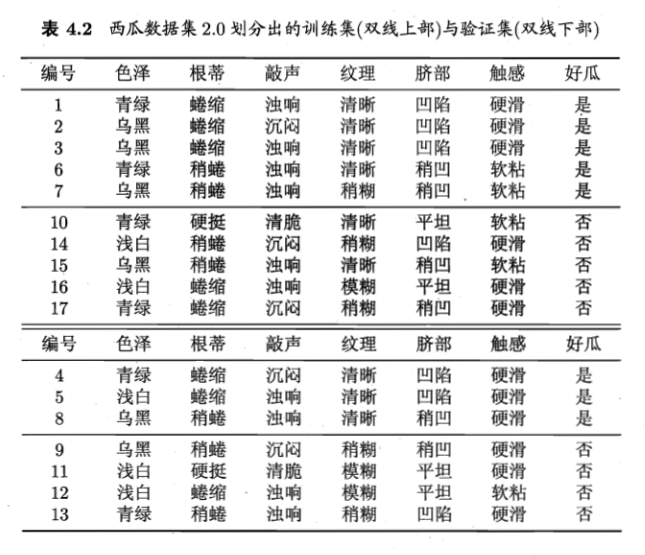 表 4.2 西瓜数据集2.0划分出的训练集(双线上部)与验证集(双线下部)
编号 色泽 根蒂 敲声 纹理 脐部 触感 好瓜
1 青绿 蜷缩 浊响 清晰 凹陷 硬滑 是
2 乌黑 蜷缩 沉闷 清晰 凹陷 硬滑 是
3 乌黑 蜷缩 浊响 清晰 凹陷 硬滑 是
6 青绿 稍蜷 浊响 清晰 稍凹 软粘 是
7 乌黑 稍蜷 浊响 稍糊 稍凹 软粘 是
10 青绿 硬挺 清脆 清晰 平坦 软粘 否
14 浅白 稍蜷 沉闷 稍糊 凹陷 硬滑 否
15 乌黑 稍蜷 浊响 清晰 稍凹 软粘 否
16 浅白 蜷缩 浊响 模糊 平坦 硬滑 否
17 青绿 蜷缩 沉闷 稍糊 稍凹 硬滑 否
编号 色泽 根蒂 敲声 纹理 脐部 触感 好瓜
4 青绿 蜷缩 沉闷 清晰 凹陷 硬滑 是
5 浅白 蜷缩 浊响 清晰 凹陷 硬滑 是
8 乌黑 稍蜷 浊响 清晰 稍凹 硬滑 是
9 乌黑 稍蜷 沉闷 稍糊 稍凹 硬滑 否
11 浅白 硬挺 清脆 模糊 平坦 硬滑 否
12 浅白 蜷缩 浊响 模糊 平坦 软粘 否
13 青绿 稍蜷 浊响 稍糊 凹陷 硬滑 否